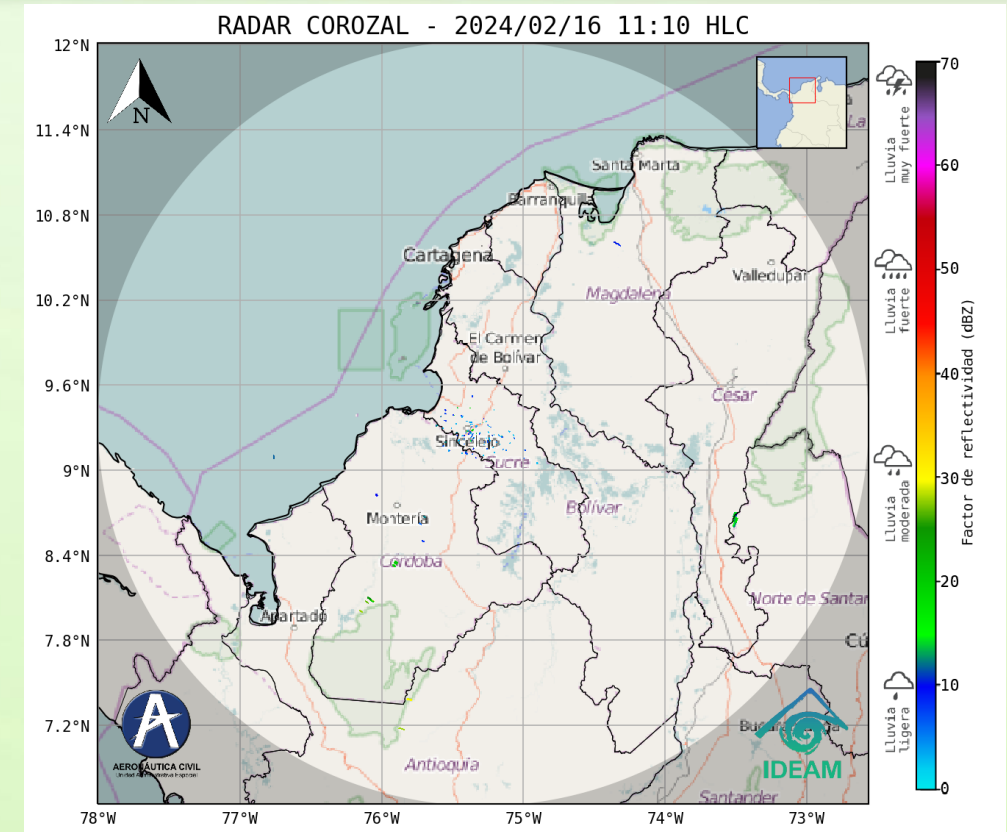 RADAR COROZAL - 2024/02/16 11:10 HLC
12°N
11.4°N
10.8°N
10.2°N
9.6°N
9°N
8.4°N
7.8°N
7.2°N
78°W
77°W
76°W
75°W
74°W
73°W
N
La
Santa Marta
Barranquilla
Cartagena
Valledupar
Magdalena
El Carmen
de Bolívar
Cesar
Sincelejo
Sucre
Bolívar
Montería
Córdoba
Apartadó
Norte de Santan
Cú
Antioquia
Santander
AERONÁUTICA CIVIL
IDEAM
70
60
50
40
30
20
10
0
Factor de reflectividad (dBZ)
Lluvia
muy fuerte
Lluvia
fuerte
Lluvia
moderada
Lluvia
ligera